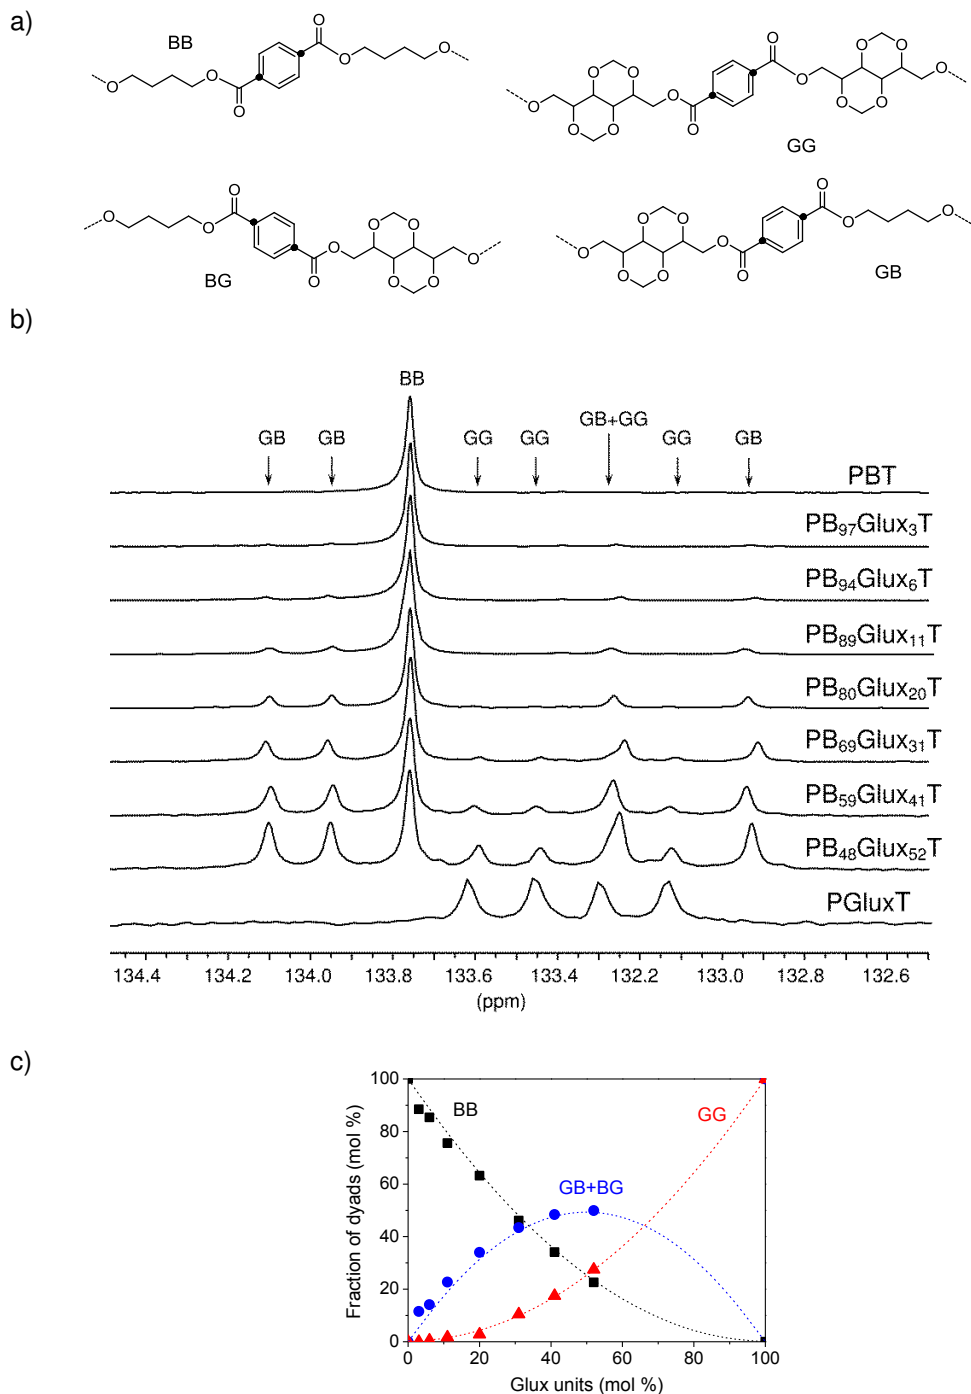 a)
BB
GG
BG
GB
b)
BB
GB GB GG GG GB+GG GG GB
PBT
PB₉₇Glux₃T
PB₉₄Glux₆T
PB₈₉Glux₁₁T
PB₈₀Glux₂₀T
PB₆₉Glux₃₁T
PB₅₉Glux₄₁T
PB₄₈Glux₅₂T
PGluxT
134.4 134.2 134.0 133.8 133.6 133.4 132.2 133.0 132.8 132.6
(ppm)
c)
Fraction of dyads (mol %)
100
80
60
40
20
0
BB
GG
GB+BG
0 20 40 60 80 100
Glux units (mol %)